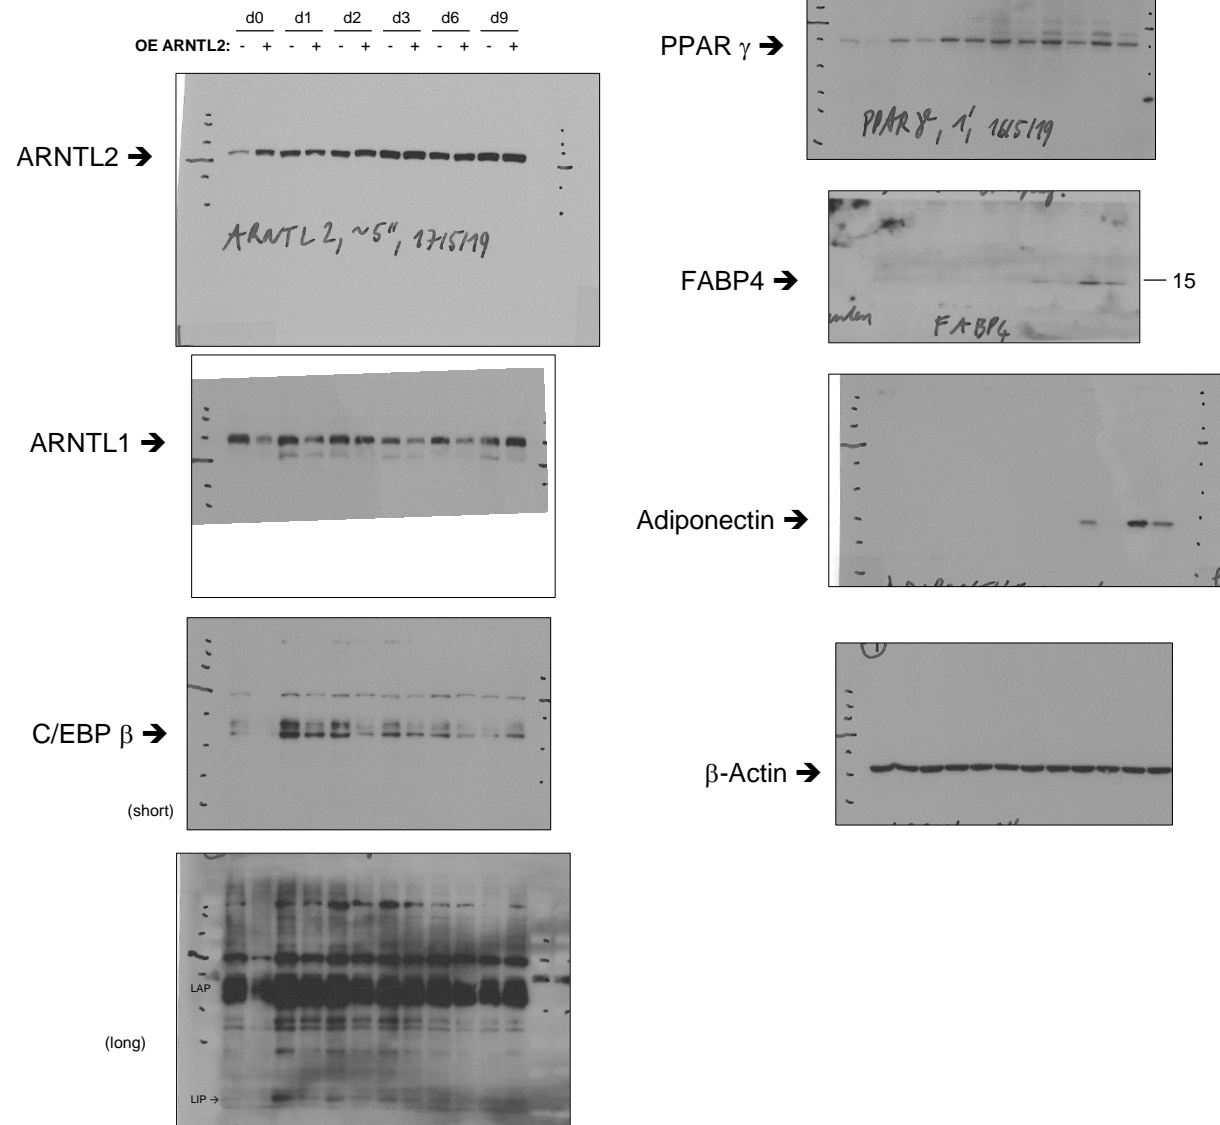 d0 d1 d2 d3 d6 d9
OE ARNTL2: - + - + - + - + - + - +
ARNTL2 ➔
ARNTL2, ~5", 17/5/19
ARNTL1 ➔
C/EBP β ➔
(short)
LAP
(long)
LIP →
PPAR γ ➔
PPARγ, 1', 16/5/19
FABP4 ➔
15
FABP4
Adiponectin ➔
β-Actin ➔
1